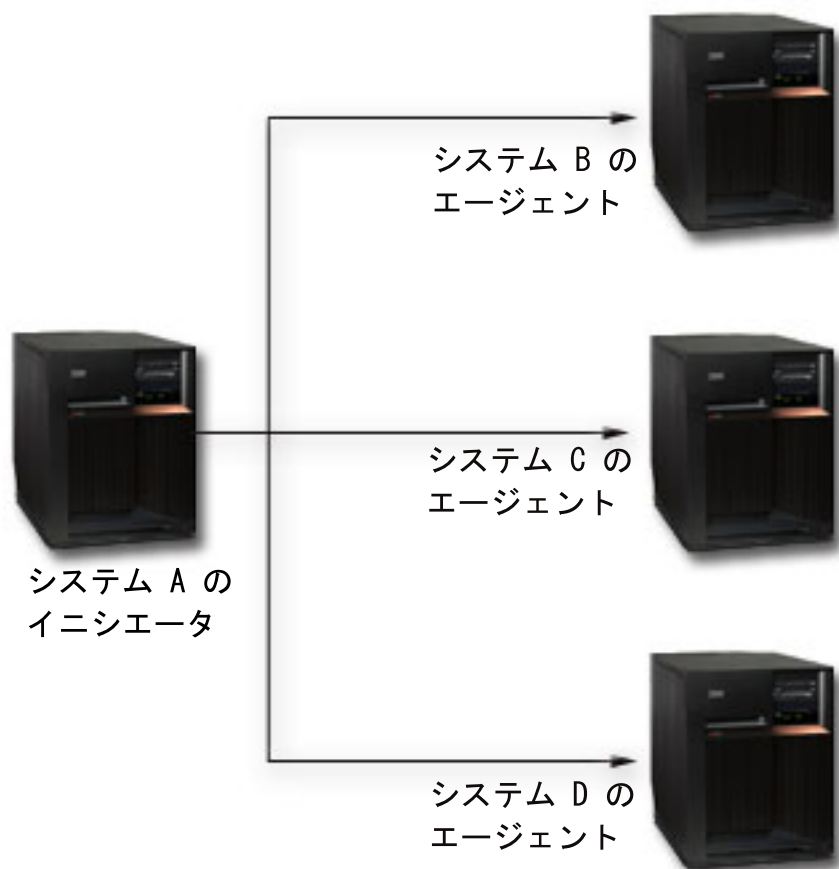 システム B の
エージェント
システム C の
エージェント
システム A の
イニシエータ
システム D の
エージェント